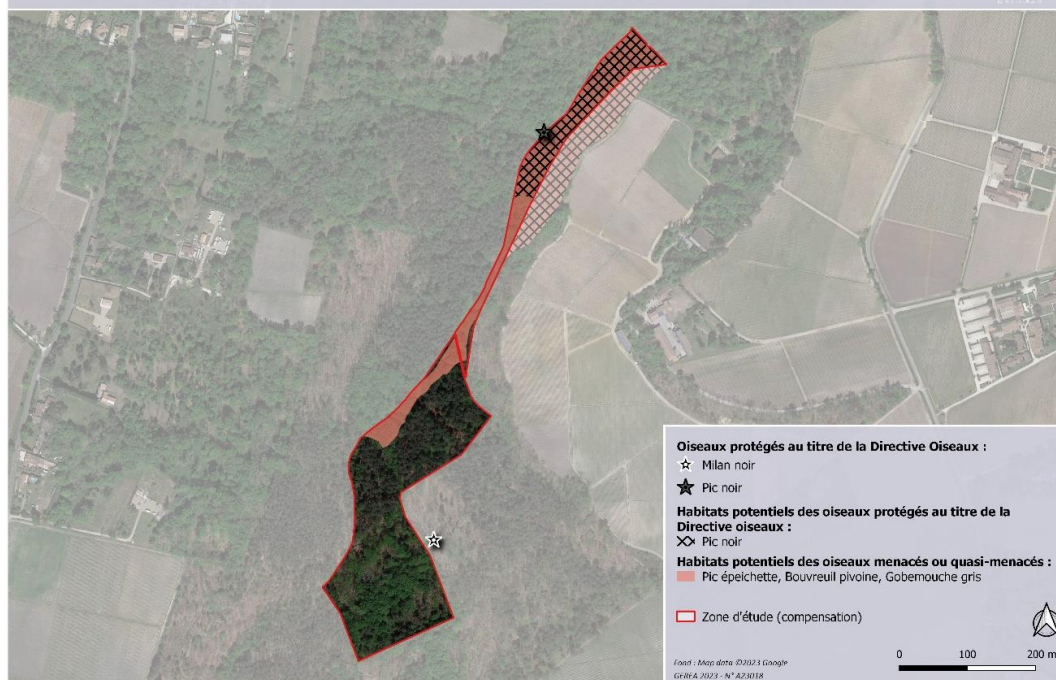 Oiseaux protégés au titre de la Directive Oiseaux :
Milan noir
Pic noir
Habitats potentiels des oiseaux protégés au titre de la
Directive oiseaux :
Pic noir
Habitats potentiels des oiseaux menacés ou quasi-menacés :
Pic épeichette, Bouvreuil pivoine, Gobemouche gris
Zone d'étude (compensation)
0 100 200 m
Fond : Map data ©2023 Google
GEREA 2023 - N° A23018